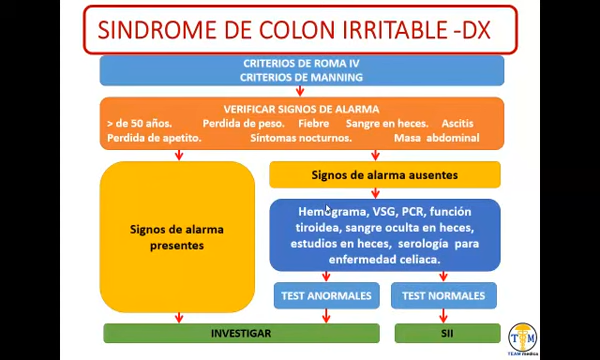 SINDROME DE COLON IRRITABLE -DX
CRITERIOS DE ROMA IV
CRITERIOS DE MANNING
VERIFICAR SIGNOS DE ALARMA
> de 50 años. Perdida de peso. Fiebre Sangre en heces. Ascitis
Perdida de apetito. Síntomas nocturnos. Masa abdominal
Signos de alarma ausentes
Signos de alarma
presentes
Hemograma, VSG, PCR, función
tiroidea, sangre oculta en heces,
estudios en heces, serología para
enfermedad celíaca.
TEST ANORMALES
TEST NORMALES
INVESTIGAR
SII
T M
TEAM medica